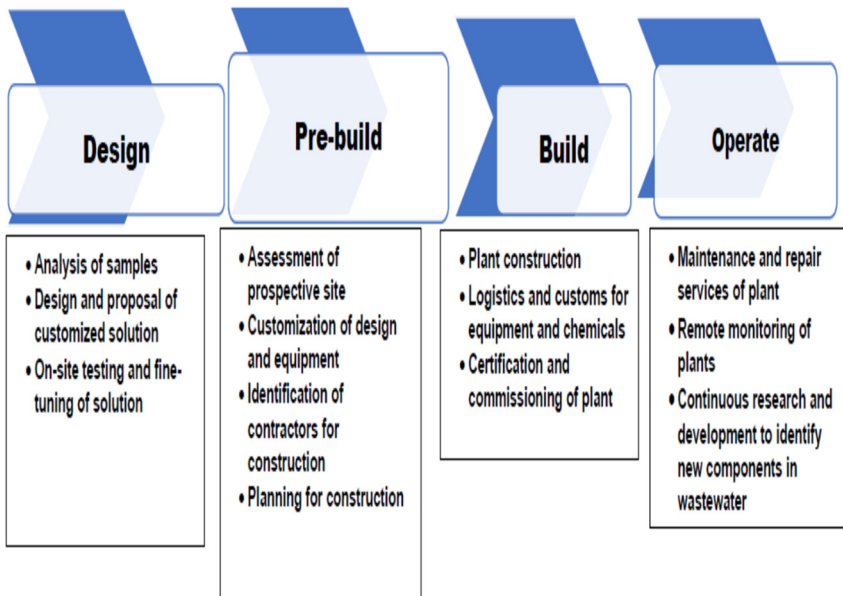 Design
Pre-build
Build
Operate
• Analysis of samples
• Design and proposal of
customized solution
• On-site testing and fine-
tuning of solution
• Assessment of
prospective site
• Customization of design
and equipment
• Identification of
contractors for
construction
• Planning for construction
• Plant construction
• Logistics and customs for
equipment and chemicals
• Certification and
commissioning of plant
• Maintenance and repair
services of plant
• Remote monitoring of
plants
• Continuous research and
development to identify
new components in
wastewater